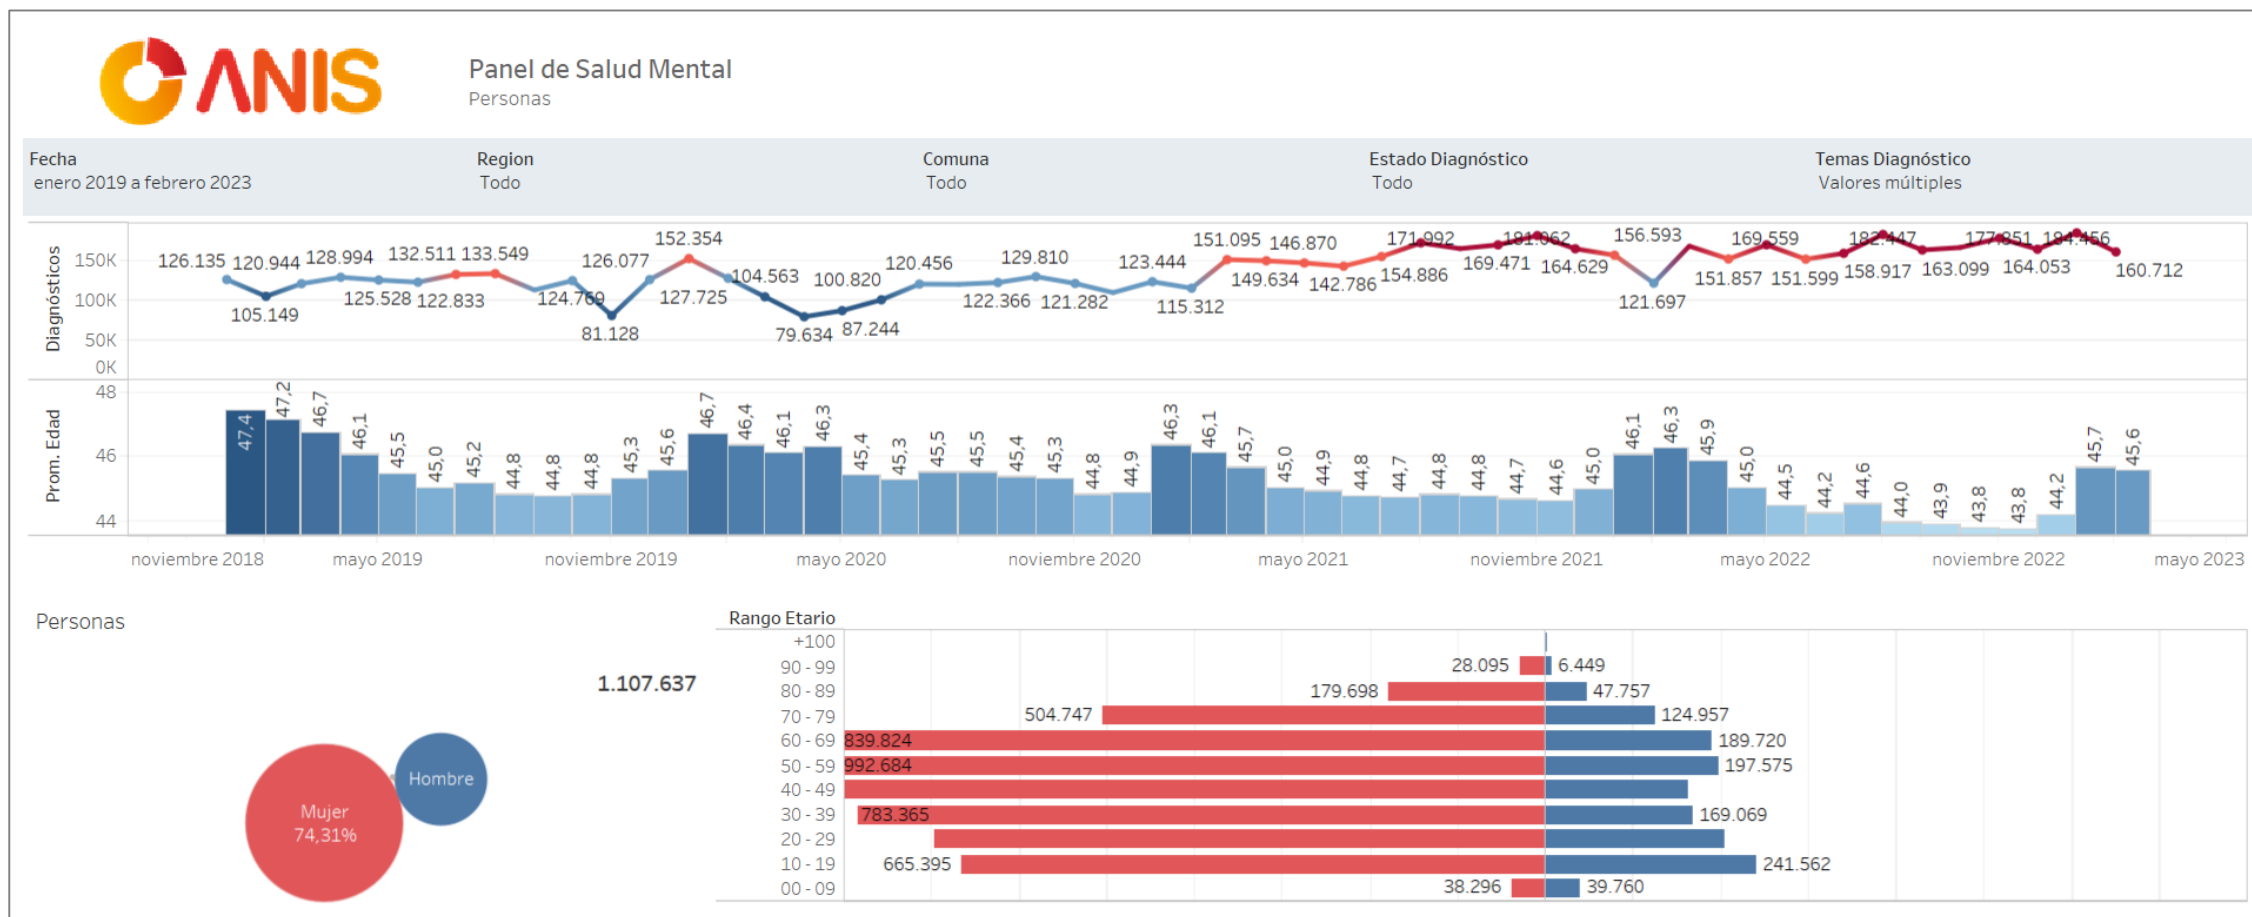 ANIS
Panel de Salud Mental
Personas
Fecha
enero 2019 a febrero 2023
Region
Todo
Comuna
Todo
Estado Diagnóstico
Todo
Temas Diagnóstico
Valores múltiples
Diagnósticos
150K
100K
50K
0K
126.135
105.149
120.944
128.994
125.528
132.511
122.833
133.549
124.769
126.077
81.128
152.354
127.725
104.563
79.634
100.820
87.244
120.456
122.366
129.810
121.282
123.444
115.312
151.095
149.634
146.870
142.786
154.886
171.992
169.471
181.062
164.629
156.593
121.697
151.857
169.559
151.599
158.917
182.447
163.099
177.851
164.053
184.456
160.712
Prom. Edad
48
46
44
47,4
47,2
46,7
46,1
45,5
45,0
45,2
44,8
44,8
44,8
45,3
45,6
46,7
46,4
46,1
46,3
45,4
45,3
45,5
45,5
45,4
45,3
44,8
44,9
46,3
46,1
45,7
45,0
44,9
44,8
44,7
44,8
44,8
44,7
44,6
45,0
46,1
46,3
45,9
45,0
44,5
44,2
44,6
44,0
43,9
43,8
43,8
44,2
45,7
45,6
noviembre 2018
mayo 2019
noviembre 2019
mayo 2020
noviembre 2020
mayo 2021
noviembre 2021
mayo 2022
noviembre 2022
mayo 2023
Personas
1.107.637
Mujer
74,31%
Hombre
Rango Etario
+100
90 - 99 28.095 6.449
80 - 89 179.698 47.757
70 - 79 504.747 124.957
60 - 69 839.824 189.720
50 - 59 992.684 197.575
40 - 49
30 - 39 783.365 169.069
20 - 29
10 - 19 665.395 241.562
00 - 09 38.296 39.760